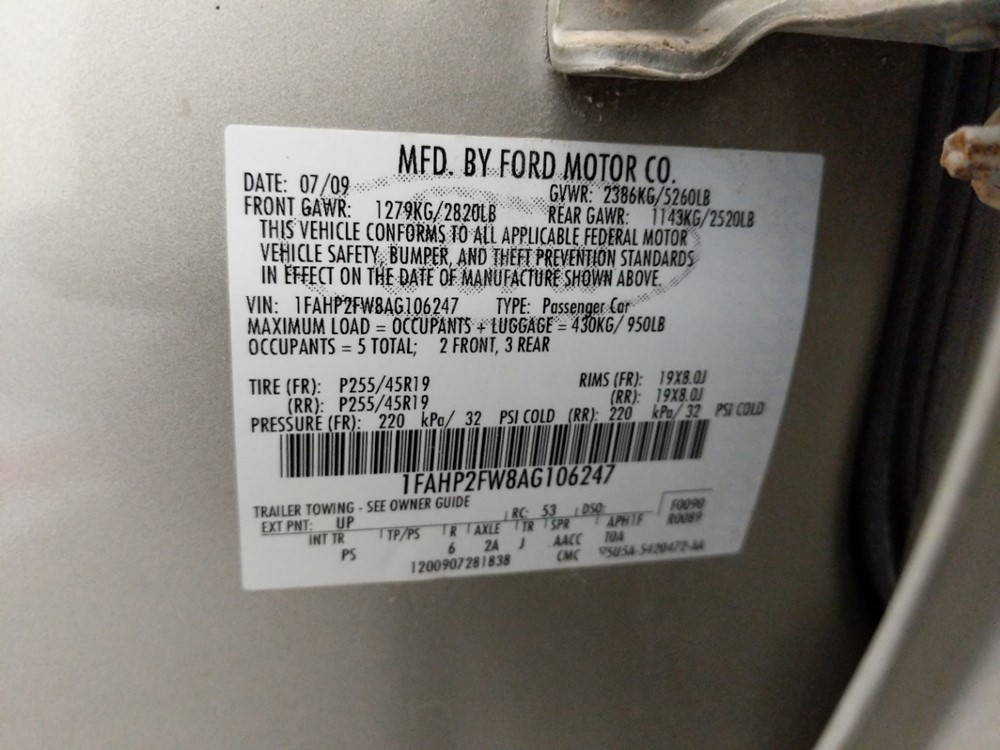 MFD. BY FORD MOTOR CO.
DATE: 07/09 GVWR: 2386KG/5260LB
FRONT GAWR: 1279KG/2820LB REAR GAWR: 1143KG/2520LB
THIS VEHICLE CONFORMS TO ALL APPLICABLE FEDERAL MOTOR
VEHICLE SAFETY, BUMPER, AND THEFT PREVENTION STANDARDS
IN EFFECT ON THE DATE OF MANUFACTURE SHOWN ABOVE.
VIN: 1FAHP2FW8AG106247 TYPE: Passenger Car
MAXIMUM LOAD = OCCUPANTS + LUGGAGE = 430KG/ 950LB
OCCUPANTS = 5 TOTAL; 2 FRONT, 3 REAR
TIRE (FR): P255/45R19 RIMS (FR): 19X8.0J
(RR): P255/45R19 (RR): 19X8.0J
PRESSURE (FR): 220 kPa/ 32 PSI COLD (RR): 220 kPa/ 32 PSI COLD
1FAHP2FW8AG106247
TRAILER TOWING - SEE OWNER GUIDE
EXT PNT: UP RC: 53 DSO: F0090
R0089
INT TR TP/PS R AXLE TR SPR APHTF
PS 6 2A J AACC TOA
1200907281838 CMC